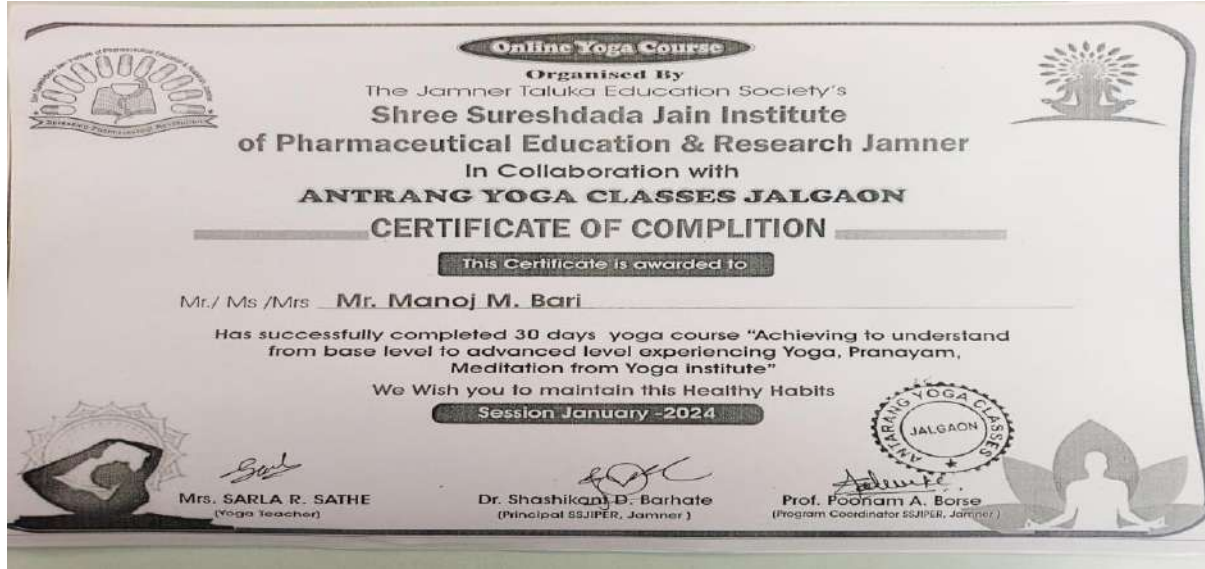 Online Yoga Course
Organised By
The Jamner Taluka Education Society's
Shree Sureshdada Jain Institute
of Pharmaceutical Education & Research Jamner
In Collaboration with
ANTRANG YOGA CLASSES JALGAON
CERTIFICATE OF COMPLITION
This Certificate is awarded to
Mr./ Ms /Mrs Mr. Manoj M. Bari
Has successfully completed 30 days yoga course "Achieving to understand
from base level to advanced level experiencing Yoga, Pranayam,
Meditation from Yoga institute"
We Wish you to maintain this Healthy Habits
Session January -2024
ANTARANG YOGA CLASSES
JALGAON
Mrs. SARLA R. SATHE
(Yoga Teacher)
Dr. Shashikant D. Barhate
(Principal SSJIPER, Jamner )
Prof. Poonam A. Borse
(Program Coordinator SSJIPER, Jamner )